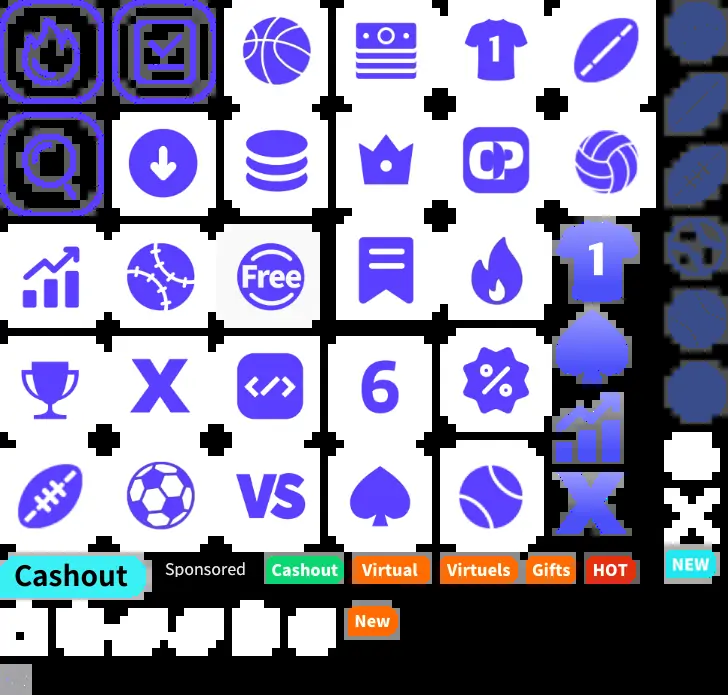 1
CP
1
Free
X
</>
6
%
VS
X
Cashout
Sponsored
Cashout
Virtual
Virtuels
Gifts
HOT
NEW
New